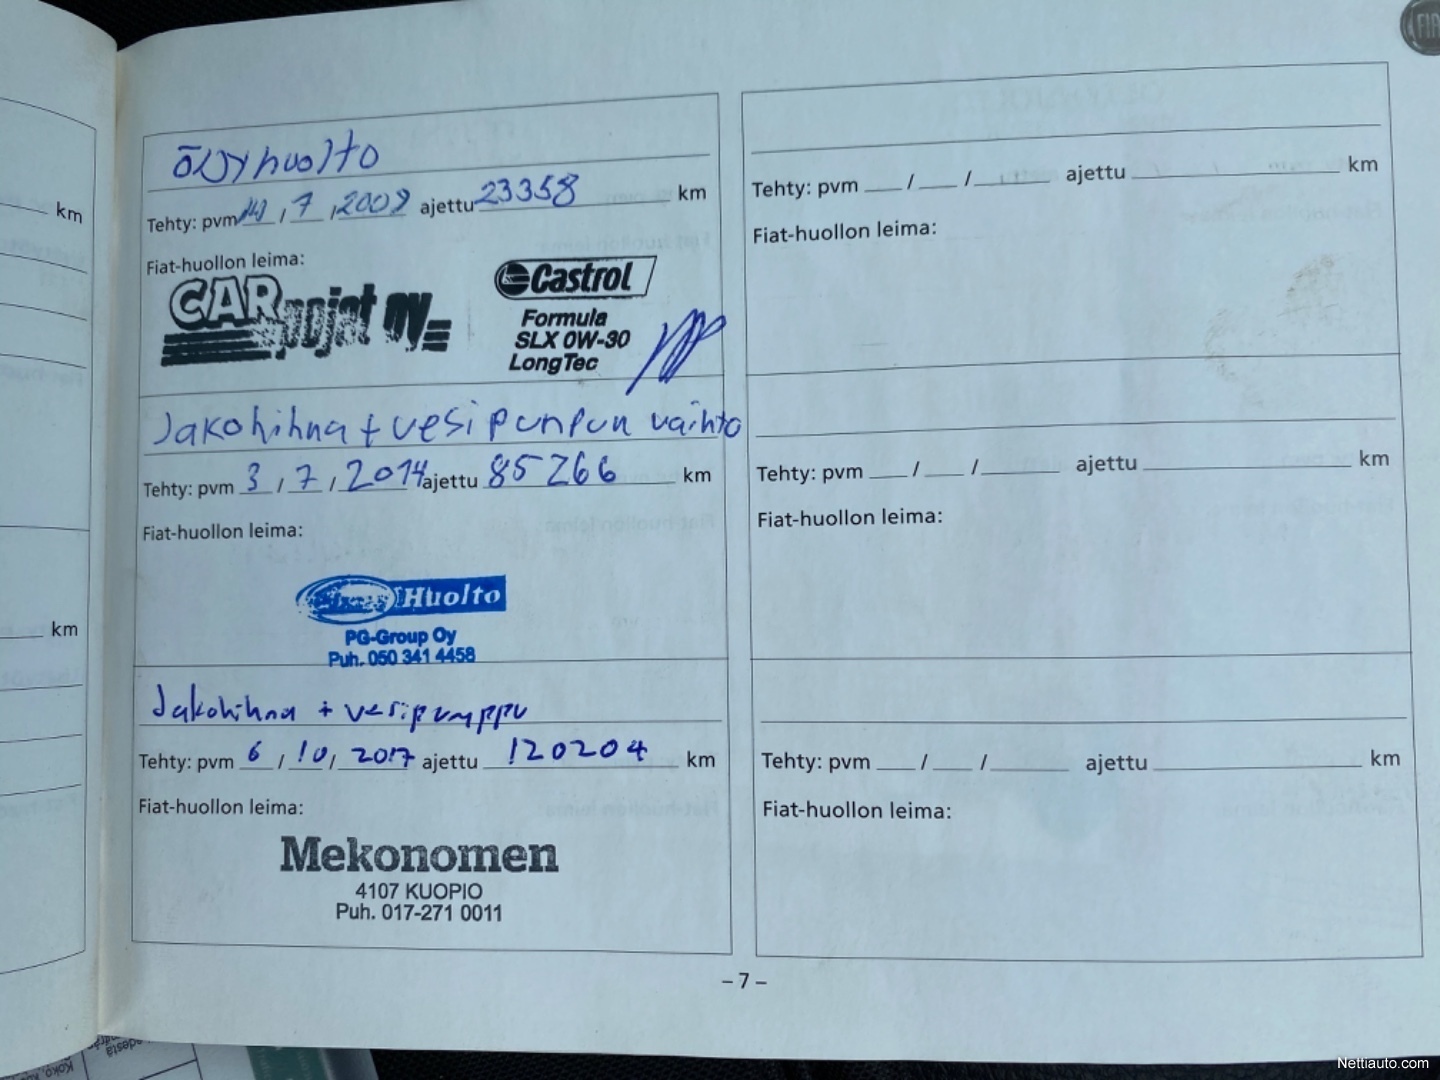 km
km
öljyhuolto
Tehty: pvm / 7 / 2009 ajettu 23358 km
Fiat-huollon leima:
CAR oy
Castrol
Formula
SLX 0W-30
LongTec
Jakohihna + vesipunpun vaihto
Tehty: pvm 3 / 7 / 2014 ajettu 85266 km
Fiat-huollon leima:
Huolto
PG-Group Oy
Puh. 050 341 4458
Jakohihna + vesipumppu
Tehty: pvm 6 / 10 / 2017 ajettu 120204 km
Fiat-huollon leima:
Mekonomen
4107 KUOPIO
Puh. 017-271 0011
Tehty: pvm / / ajettu km
Fiat-huollon leima:
Tehty: pvm / / ajettu km
Fiat-huollon leima:
Tehty: pvm / / ajettu km
Fiat-huollon leima:
– 7 –
Nettiauto.com